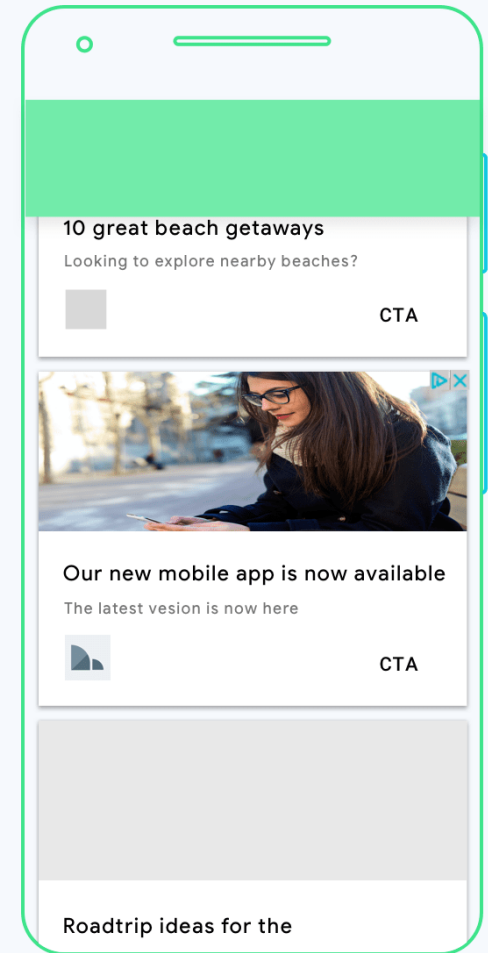 10 great beach getaways
Looking to explore nearby beaches?
CTA
Our new mobile app is now available
The latest vesion is now here
CTA
Roadtrip ideas for the